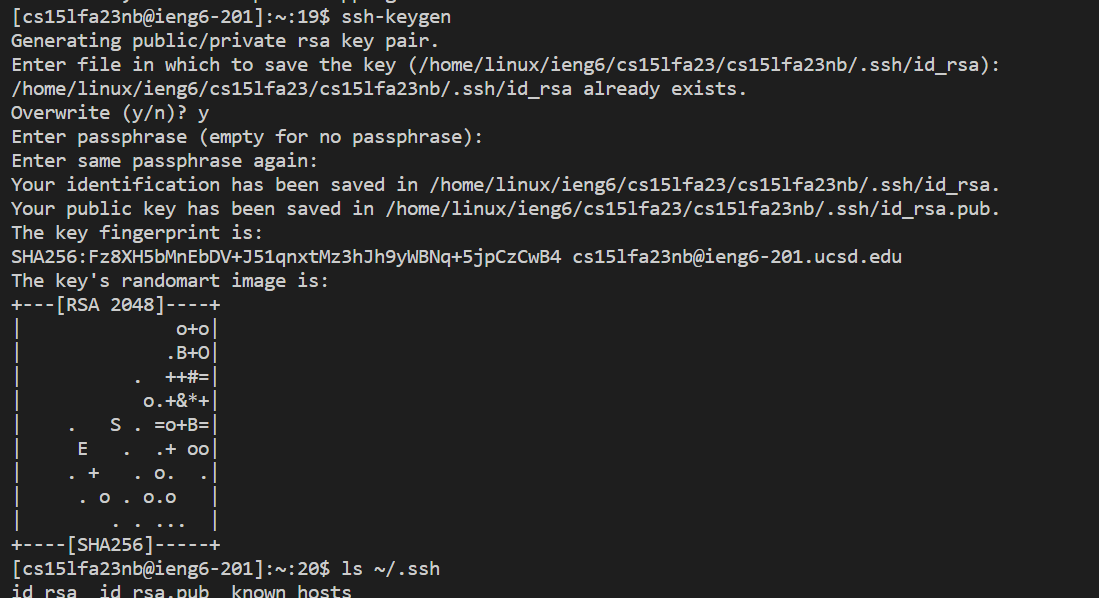 [cs15lfa23nb@ieng6-201]:~:19$ ssh-keygen
Generating public/private rsa key pair.
Enter file in which to save the key (/home/linux/ieng6/cs15lfa23/cs15lfa23nb/.ssh/id_rsa):
/home/linux/ieng6/cs15lfa23/cs15lfa23nb/.ssh/id_rsa already exists.
Overwrite (y/n)? y
Enter passphrase (empty for no passphrase):
Enter same passphrase again:
Your identification has been saved in /home/linux/ieng6/cs15lfa23/cs15lfa23nb/.ssh/id_rsa.
Your public key has been saved in /home/linux/ieng6/cs15lfa23/cs15lfa23nb/.ssh/id_rsa.pub.
The key fingerprint is:
SHA256:Fz8XH5bMnEbDV+J51qnxtMz3hJh9yWBNq+5jpCzCwB4 cs15lfa23nb@ieng6-201.ucsd.edu
The key's randomart image is:
+---[RSA 2048]----+
|              o+o|
|             .B+O|
|          .  ++#=|
|           o.+&*+|
|    .   S . =o+B=|
|     E   .  .+ oo|
|    . +   . o.  .|
|     . o . o.o   |
|        . . ...  |
+----[SHA256]-----+
[cs15lfa23nb@ieng6-201]:~:20$ ls ~/.ssh
id_rsa  id_rsa.pub  known_hosts